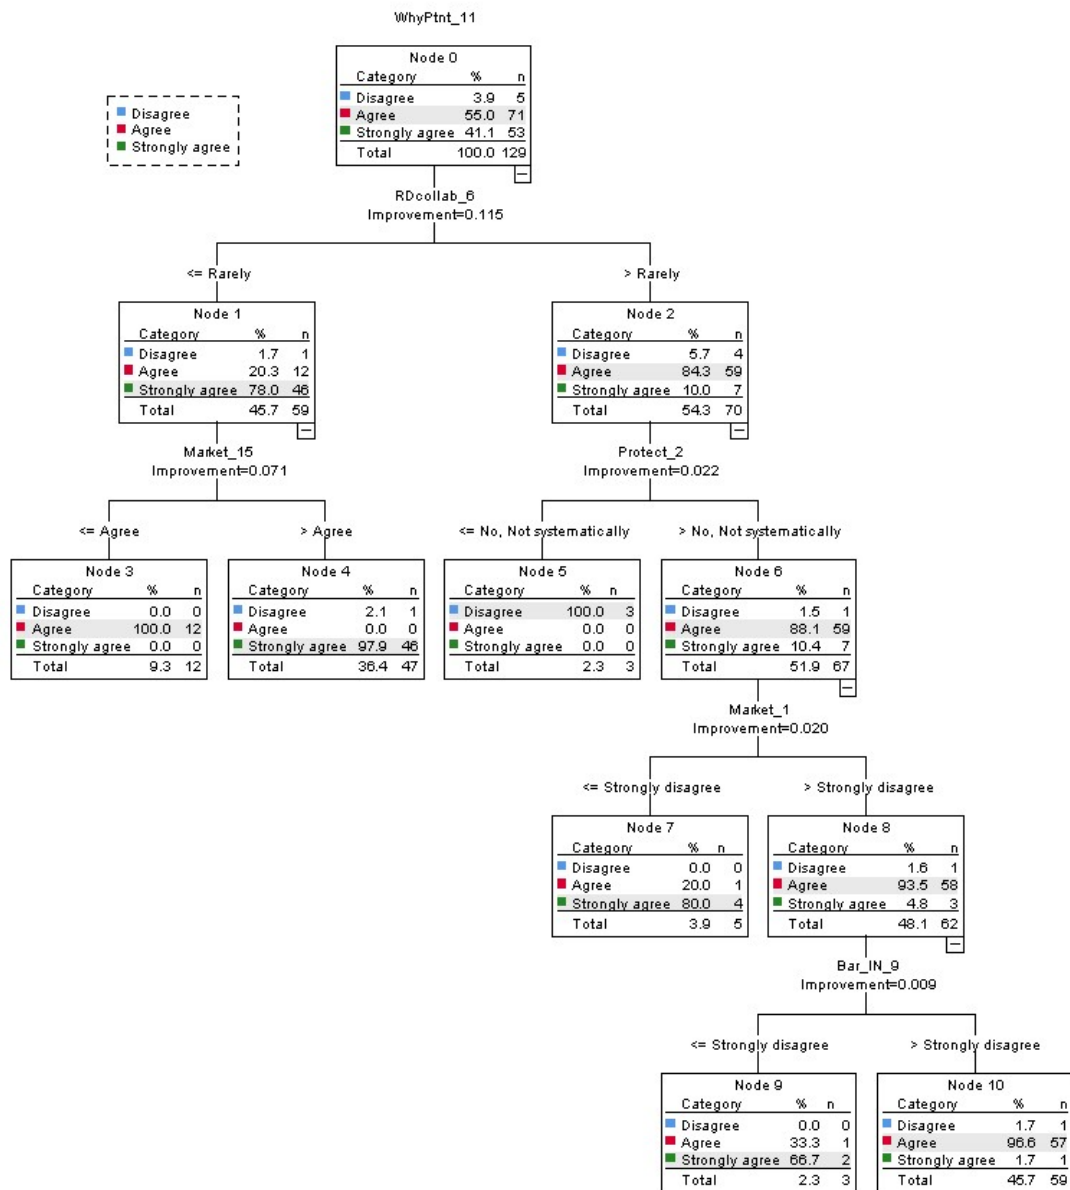 WhyPtnt_11
Node 0
Category % n
Disagree 3.9 5
Agree 55.0 71
Strongly agree 41.1 53
Total 100.0 129
Disagree
Agree
Strongly agree
RDcollab_6
Improvement=0.115
<= Rarely
> Rarely
Node 1
Category % n
Disagree 1.7 1
Agree 20.3 12
Strongly agree 78.0 46
Total 45.7 59
Node 2
Category % n
Disagree 5.7 4
Agree 84.3 59
Strongly agree 10.0 7
Total 54.3 70
Market_15
Improvement=0.071
Protect_2
Improvement=0.022
<= Agree
> Agree
<= No, Not systematically
> No, Not systematically
Node 3
Category % n
Disagree 0.0 0
Agree 100.0 12
Strongly agree 0.0 0
Total 9.3 12
Node 4
Category % n
Disagree 2.1 1
Agree 0.0 0
Strongly agree 97.9 46
Total 36.4 47
Node 5
Category % n
Disagree 100.0 3
Agree 0.0 0
Strongly agree 0.0 0
Total 2.3 3
Node 6
Category % n
Disagree 1.5 1
Agree 88.1 59
Strongly agree 10.4 7
Total 51.9 67
Market_1
Improvement=0.020
<= Strongly disagree
> Strongly disagree
Node 7
Category % n
Disagree 0.0 0
Agree 20.0 1
Strongly agree 80.0 4
Total 3.9 5
Node 8
Category % n
Disagree 1.6 1
Agree 93.5 58
Strongly agree 4.8 3
Total 48.1 62
Bar_IN_9
Improvement=0.009
<= Strongly disagree
> Strongly disagree
Node 9
Category % n
Disagree 0.0 0
Agree 33.3 1
Strongly agree 66.7 2
Total 2.3 3
Node 10
Category % n
Disagree 1.7 1
Agree 96.6 57
Strongly agree 1.7 1
Total 45.7 59